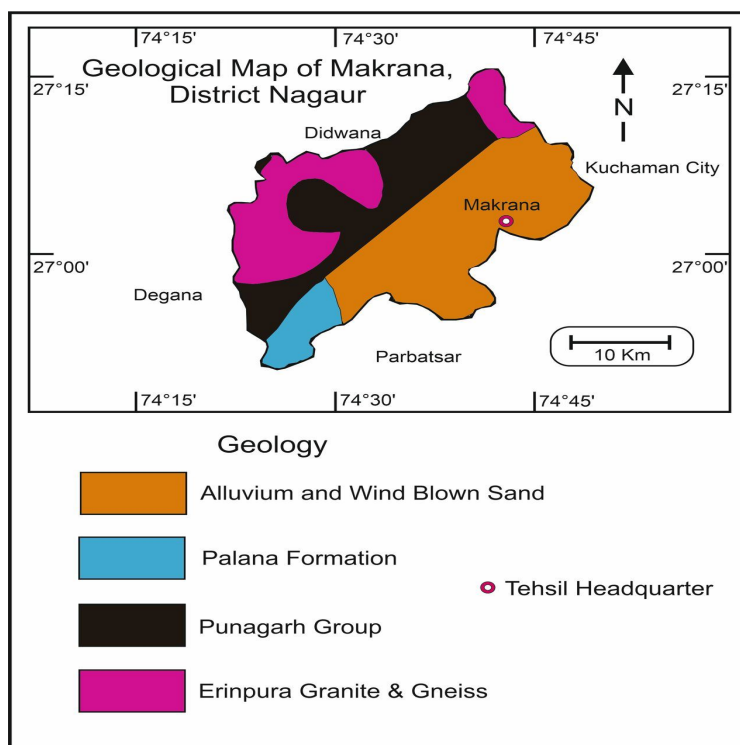 74°15' 74°30' 74°45'
Geological Map of Makrana,
District Nagaur
27°15' 27°15'
N
Didwana
Kuchaman City
Makrana
27°00' 27°00'
Degana
Parbatsar
10 Km
74°15' 74°30' 74°45'
Geology
Alluvium and Wind Blown Sand
Palana Formation
Tehsil Headquarter
Punagarh Group
Erinpura Granite & Gneiss